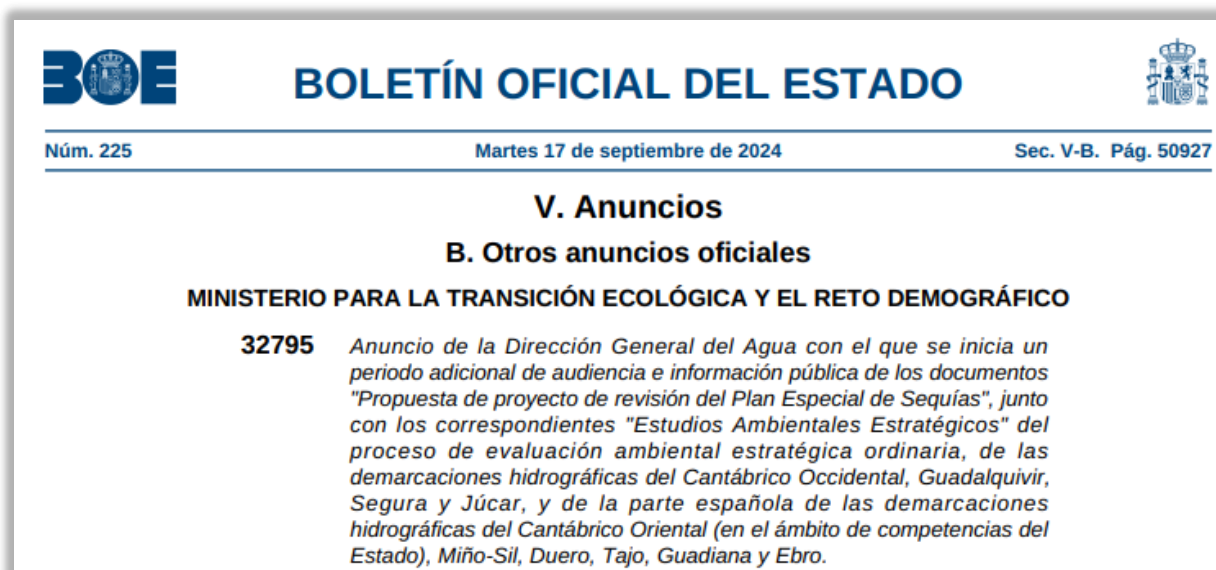 BOE
BOLETÍN OFICIAL DEL ESTADO
Núm. 225 Martes 17 de septiembre de 2024 Sec. V-B. Pág. 50927
V. Anuncios
B. Otros anuncios oficiales
MINISTERIO PARA LA TRANSICIÓN ECOLÓGICA Y EL RETO DEMOGRÁFICO
32795 Anuncio de la Dirección General del Agua con el que se inicia un
periodo adicional de audiencia e información pública de los documentos
"Propuesta de proyecto de revisión del Plan Especial de Sequías", junto
con los correspondientes "Estudios Ambientales Estratégicos" del
proceso de evaluación ambiental estratégica ordinaria, de las
demarcaciones hidrográficas del Cantábrico Occidental, Guadalquivir,
Segura y Júcar, y de la parte española de las demarcaciones
hidrográficas del Cantábrico Oriental (en el ámbito de competencias del
Estado), Miño-Sil, Duero, Tajo, Guadiana y Ebro.